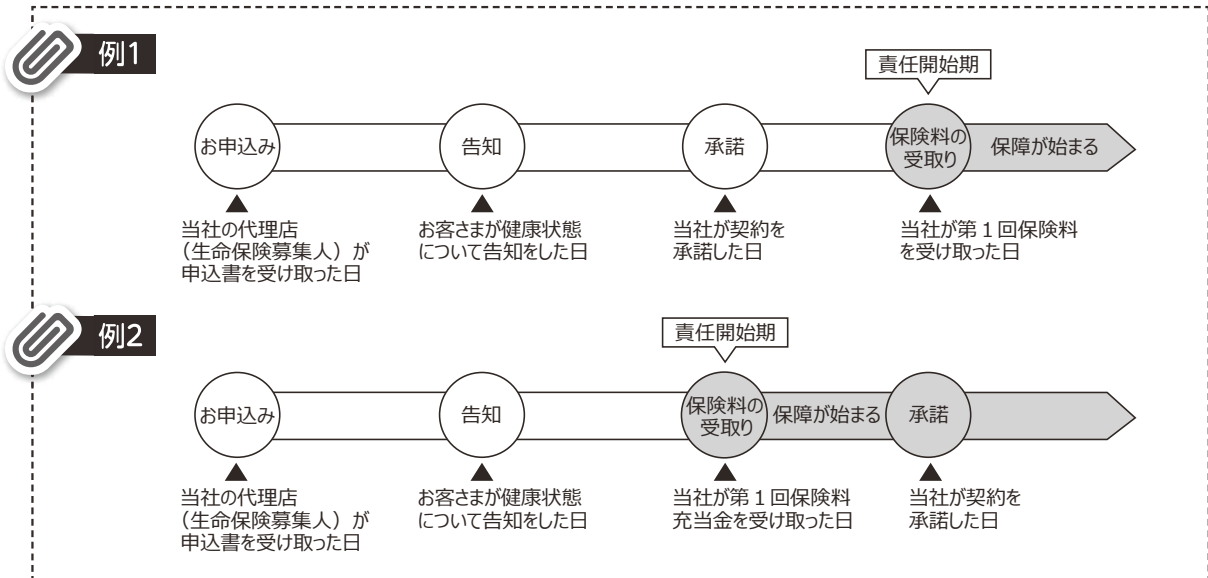 例1
責任開始期
お申込み
告知
承諾
保険料の
受取り
保障が始まる
当社の代理店
（生命保険募集人）が
申込書を受け取った日
お客さまが健康状態
について告知をした日
当社が契約を
承諾した日
当社が第１回保険料
を受け取った日
例2
責任開始期
お申込み
告知
保険料の
受取り
保障が始まる
承諾
当社の代理店
（生命保険募集人）が
申込書を受け取った日
お客さまが健康状態
について告知をした日
当社が第１回保険料
充当金を受け取った日
当社が契約を
承諾した日